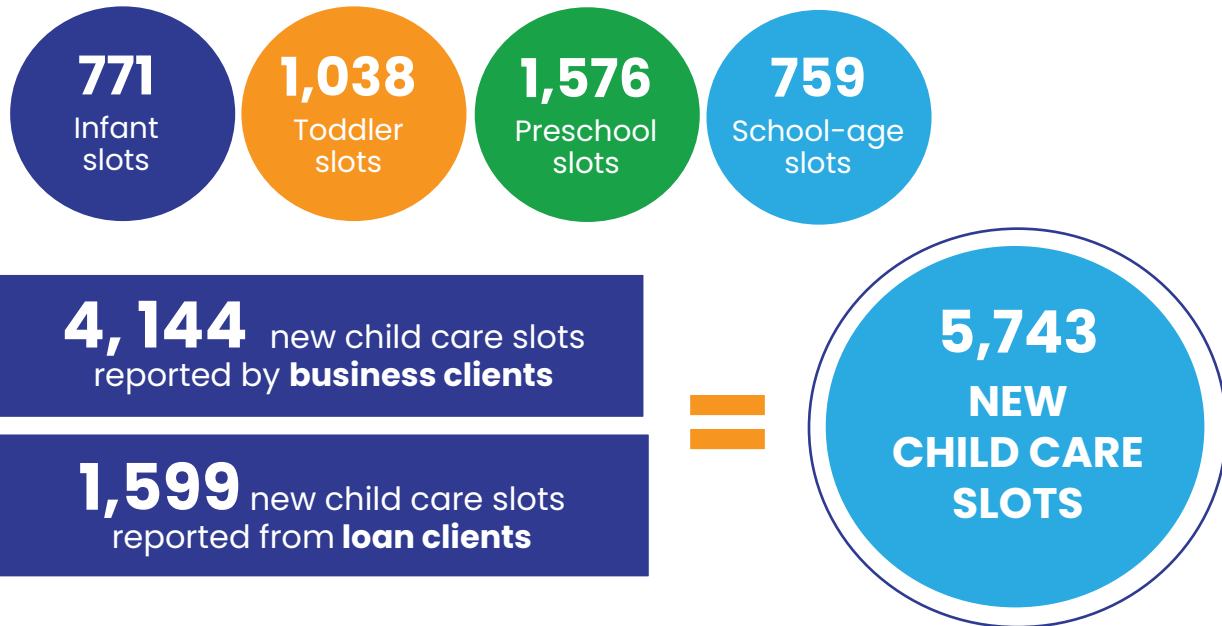 771
Infant
slots
1,038
Toddler
slots
1,576
Preschool
slots
759
School-age
slots
4, 144 new child care slots
reported by business clients
1,599 new child care slots
reported from loan clients
=
5,743
NEW
CHILD CARE
SLOTS